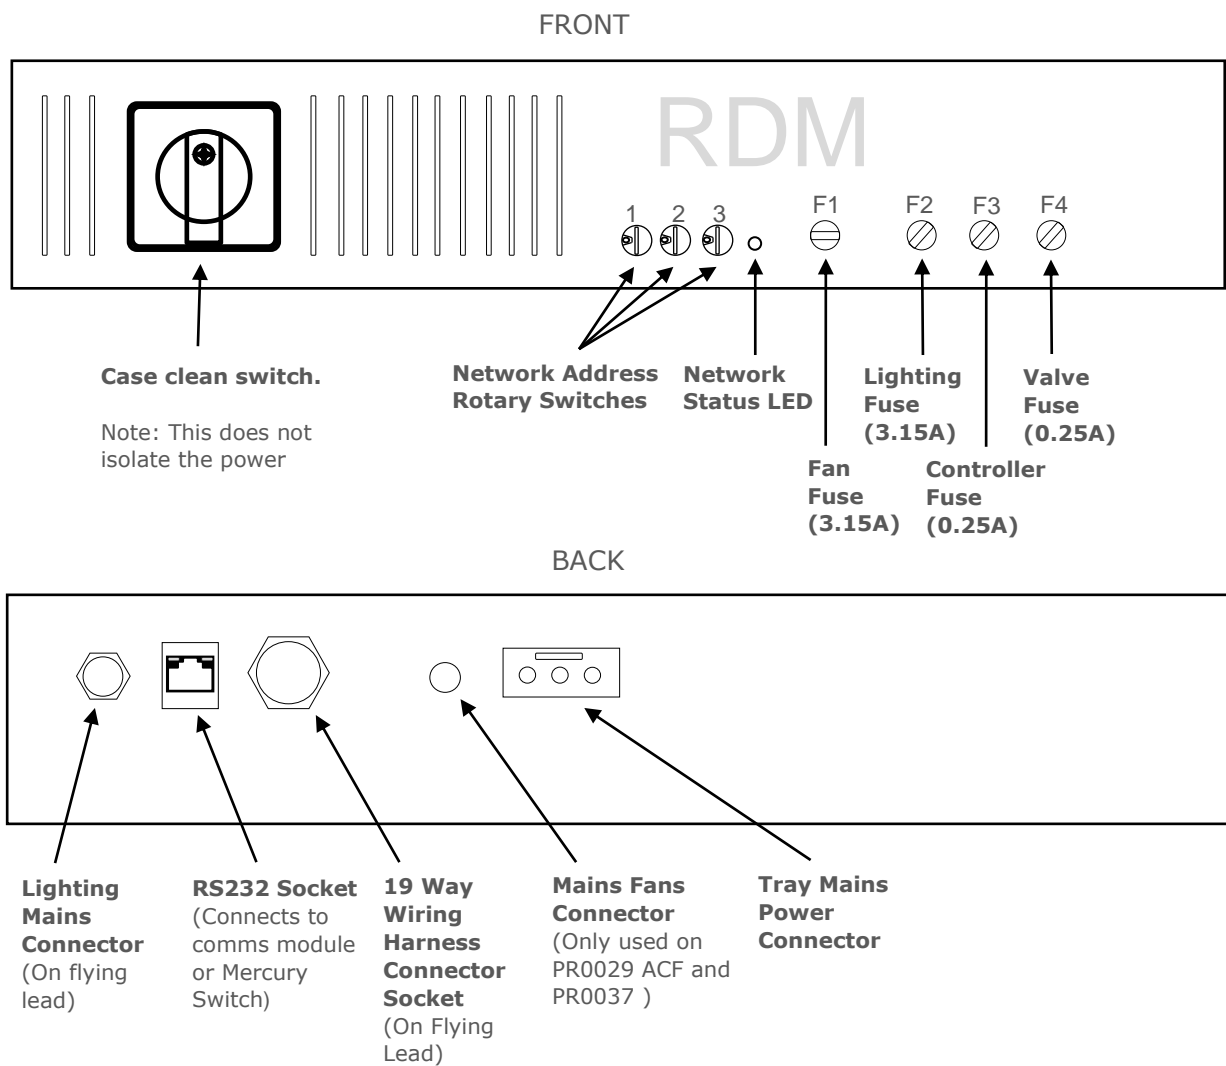 FRONT
RDM
1 2 3
F1 F2 F3 F4
Case clean switch.
Note: This does not
isolate the power
Network Address
Rotary Switches
Network
Status LED
Fan
Fuse
(3.15A)
Lighting
Fuse
(3.15A)
Controller
Fuse
(0.25A)
Valve
Fuse
(0.25A)
BACK
Lighting
Mains
Connector
(On flying
lead)
RS232 Socket
(Connects to
comms module
or Mercury
Switch)
19 Way
Wiring
Harness
Connector
Socket
(On Flying
Lead)
Mains Fans
Connector
(Only used on
PR0029 ACF and
PR0037 )
Tray Mains
Power
Connector